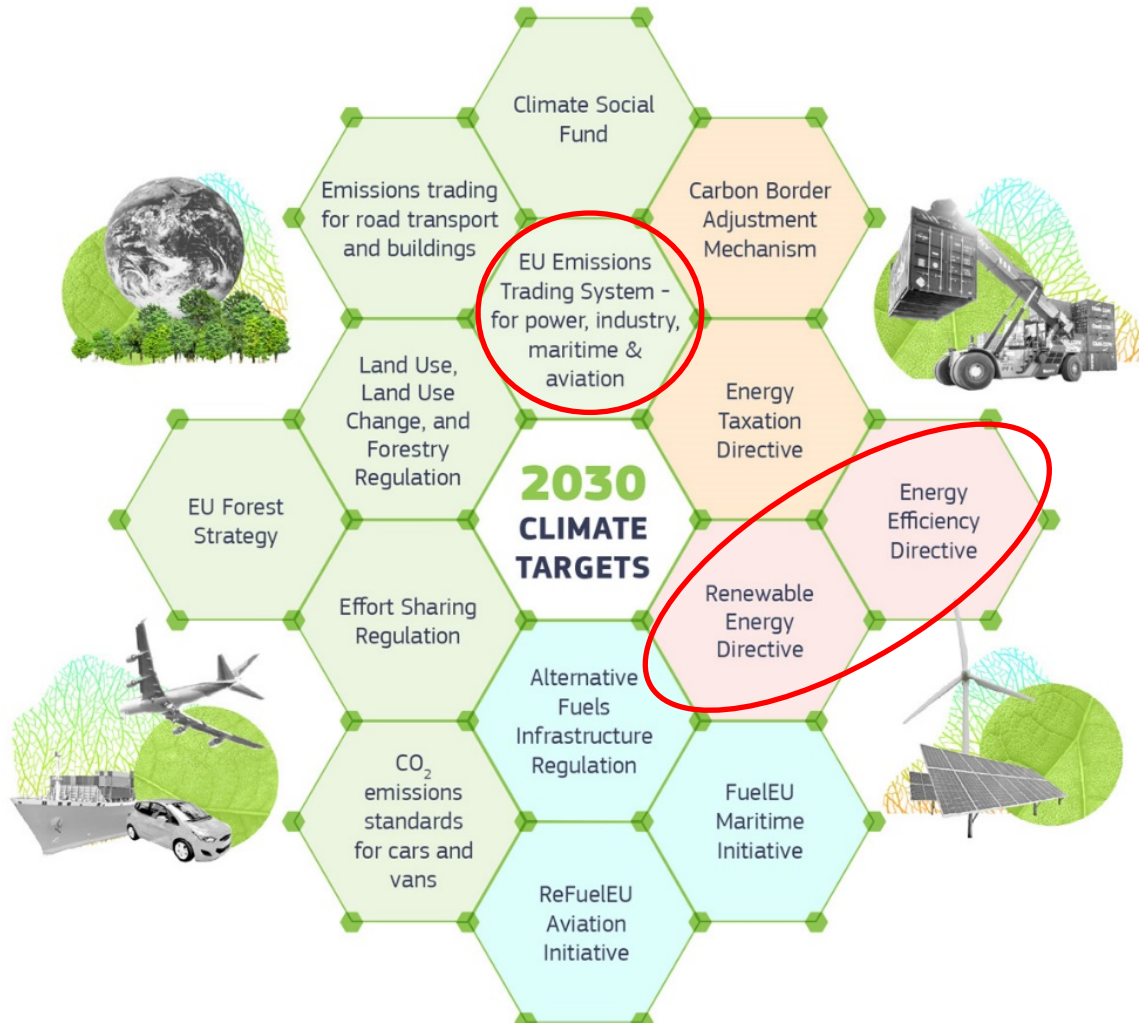 Climate Social
Fund
Emissions trading
for road transport
and buildings
Carbon Border
Adjustment
Mechanism
EU Emissions
Trading System -
for power, industry,
maritime &
aviation
Land Use,
Land Use
Change, and
Forestry
Regulation
Energy
Taxation
Directive
EU Forest
Strategy
2030
CLIMATE
TARGETS
Energy
Efficiency
Directive
Effort Sharing
Regulation
Renewable
Energy
Directive
Alternative
Fuels
Infrastructure
Regulation
CO₂
emissions
standards
for cars and
vans
FuelEU
Maritime
Initiative
ReFuelEU
Aviation
Initiative